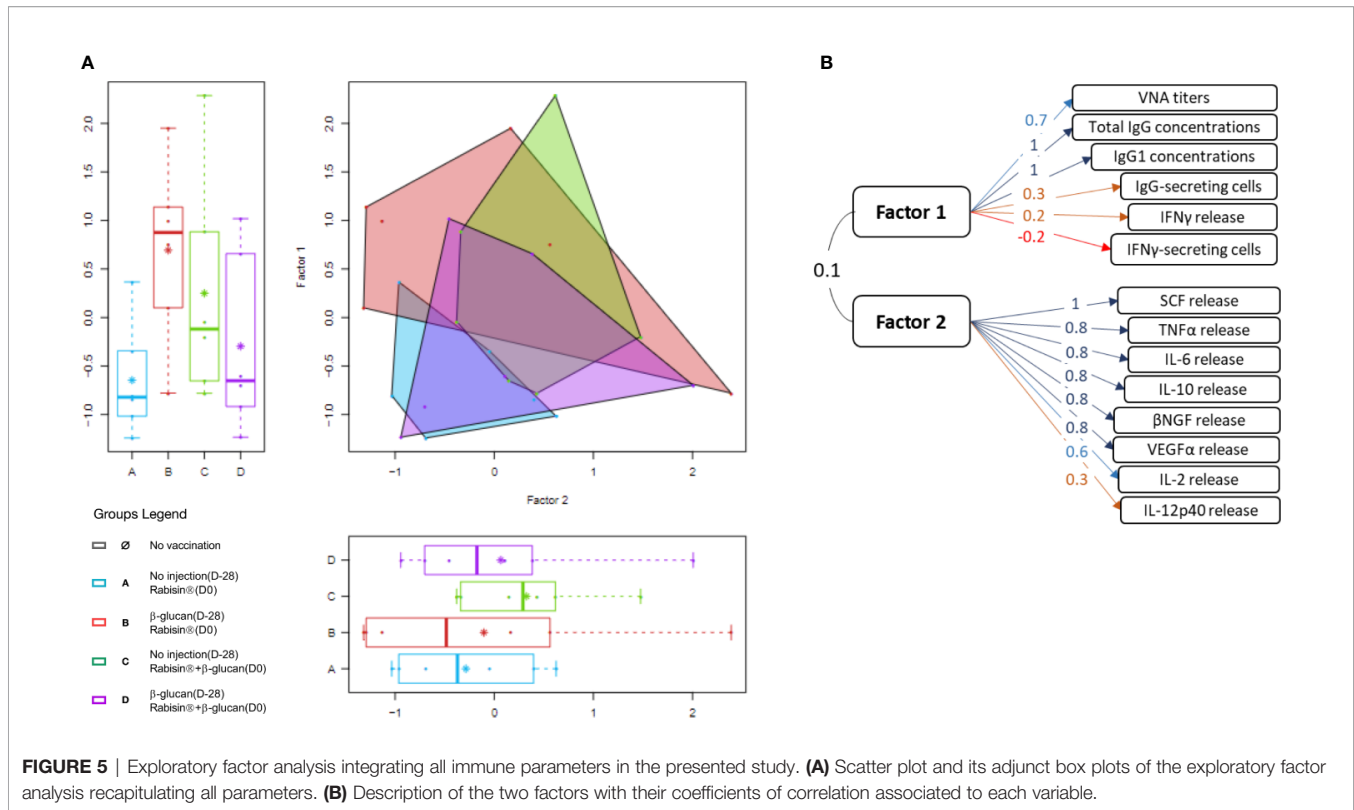 A
2.0
1.5
1.0
0.5
0.0
−0.5
−1.0
A B C D
Factor 1
2.0
1.5
1.0
0.5
0.0
−0.5
−1.0
−1 0 1 2
Factor 2
Groups Legend
Ø No vaccination
A No injection(D-28)
Rabisin®(D0)
B β-glucan(D-28)
Rabisin®(D0)
C No injection(D-28)
Rabisin®+β-glucan(D0)
D β-glucan(D-28)
Rabisin®+β-glucan(D0)
D
C
B
A
−1 0 1 2
B
Factor 1
0.1
Factor 2
0.7
1
1
0.3
0.2
-0.2
VNA titers
Total IgG concentrations
IgG1 concentrations
IgG-secreting cells
IFNγ release
IFNγ-secreting cells
1
0.8
0.8
0.8
0.8
0.8
0.6
0.3
SCF release
TNFα release
IL-6 release
IL-10 release
βNGF release
VEGFα release
IL-2 release
IL-12p40 release
FIGURE 5 | Exploratory factor analysis integrating all immune parameters in the presented study. (A) Scatter plot and its adjunct box plots of the exploratory factor
analysis recapitulating all parameters. (B) Description of the two factors with their coefficients of correlation associated to each variable.